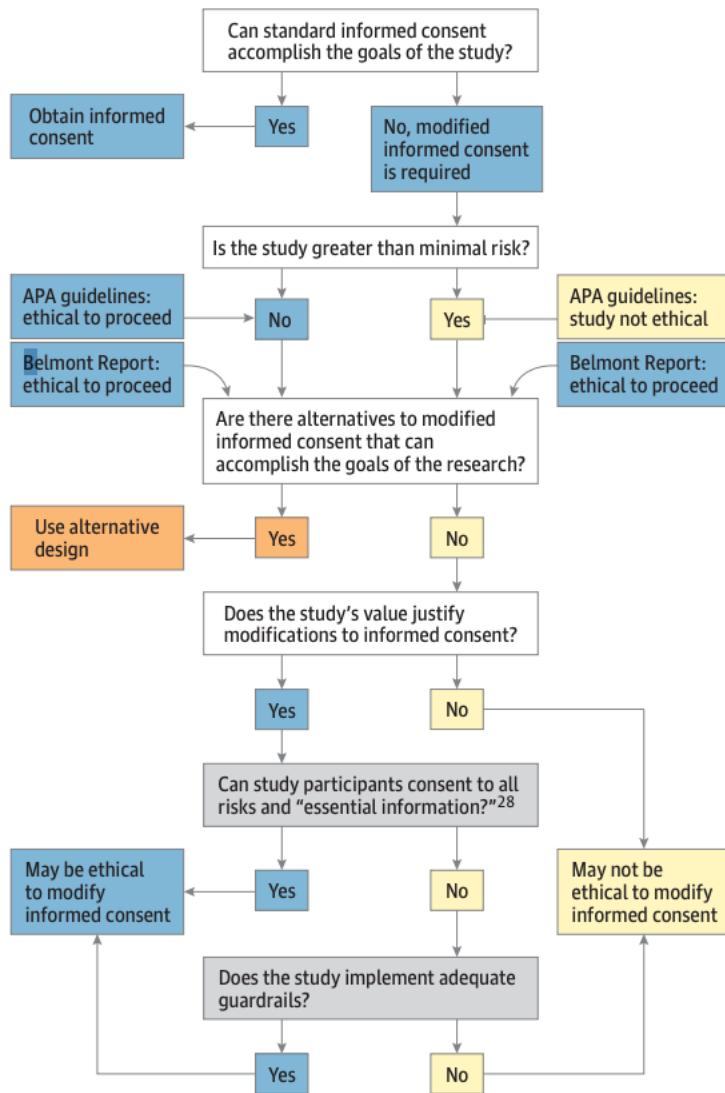 Can standard informed consent
accomplish the goals of the study?
Obtain informed
consent
Yes
No, modified
informed consent
is required
Is the study greater than minimal risk?
APA guidelines:
ethical to proceed
No
Yes
APA guidelines:
study not ethical
Belmont Report:
ethical to proceed
Belmont Report:
ethical to proceed
Are there alternatives to modified
informed consent that can
accomplish the goals of the research?
Use alternative
design
Yes
No
Does the study's value justify
modifications to informed consent?
Yes
No
Can study participants consent to all
risks and “essential information?”28
May be ethical
to modify
informed consent
Yes
No
May not be
ethical to modify
informed consent
Does the study implement adequate
guardrails?
Yes
No